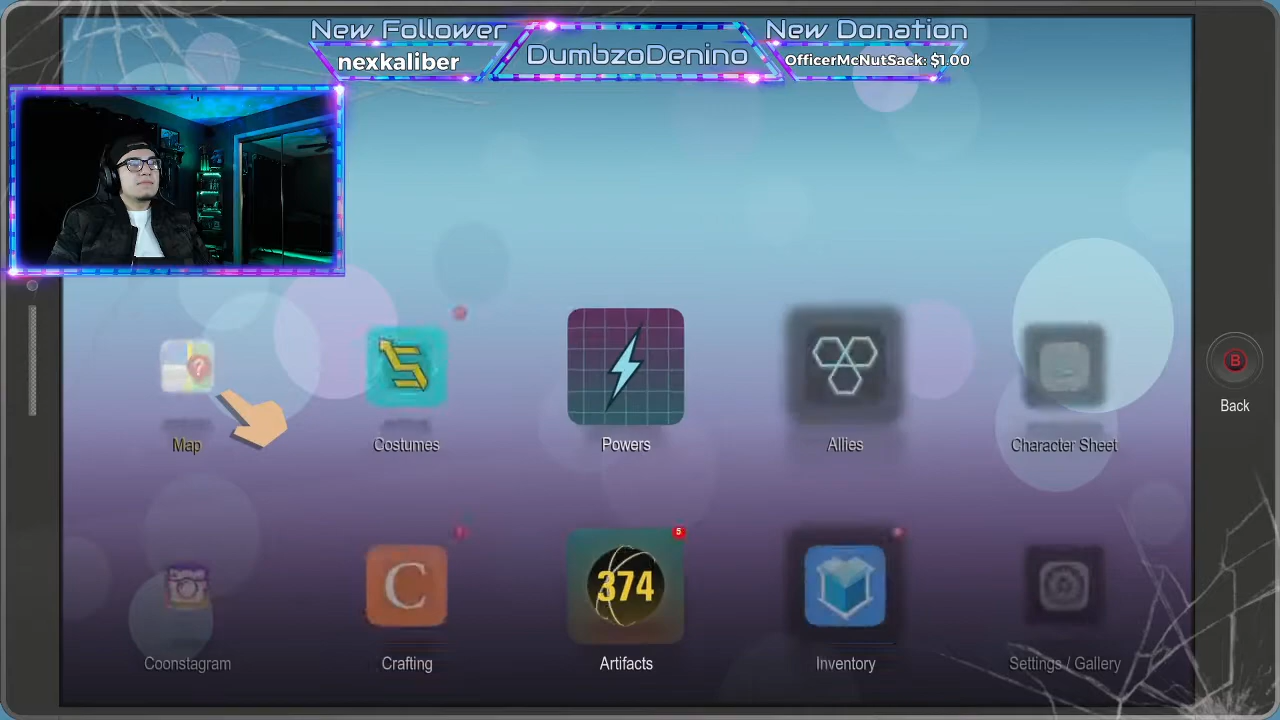 New Follower
nexkaliber
DumbzoDenino
New Donation
OfficerMcNutSack: $1.00
?
Map
Costumes
Powers
Allies
Character Sheet
B
Back
5
C
374
Coonstagram
Crafting
Artifacts
Inventory
Settings / Gallery